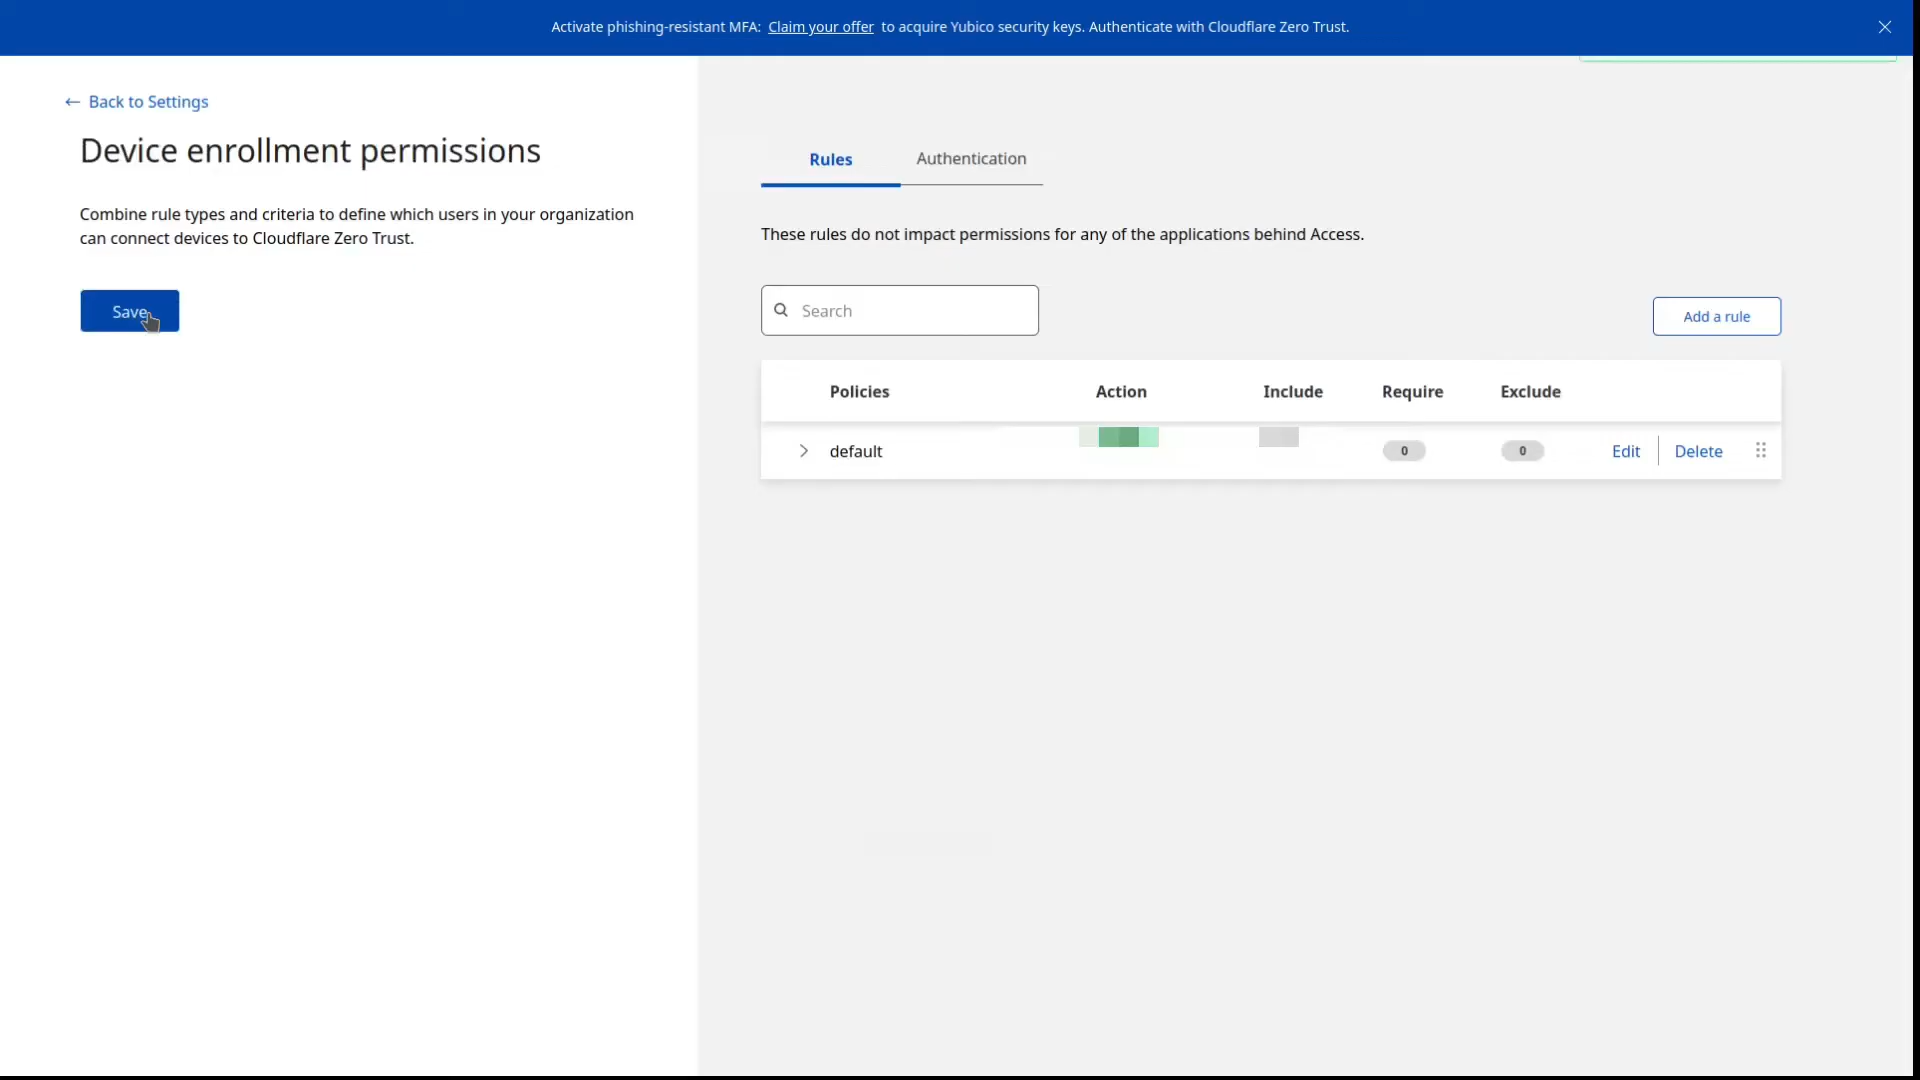 Activate phishing-resistant MFA: Claim your offer to acquire Yubico security keys. Authenticate with Cloudflare Zero Trust.
← Back to Settings
Device enrollment permissions
Combine rule types and criteria to define which users in your organization
can connect devices to Cloudflare Zero Trust.
Save
Rules Authentication
These rules do not impact permissions for any of the applications behind Access.
Search
Add a rule
Policies Action Include Require Exclude
default 0 0 Edit Delete